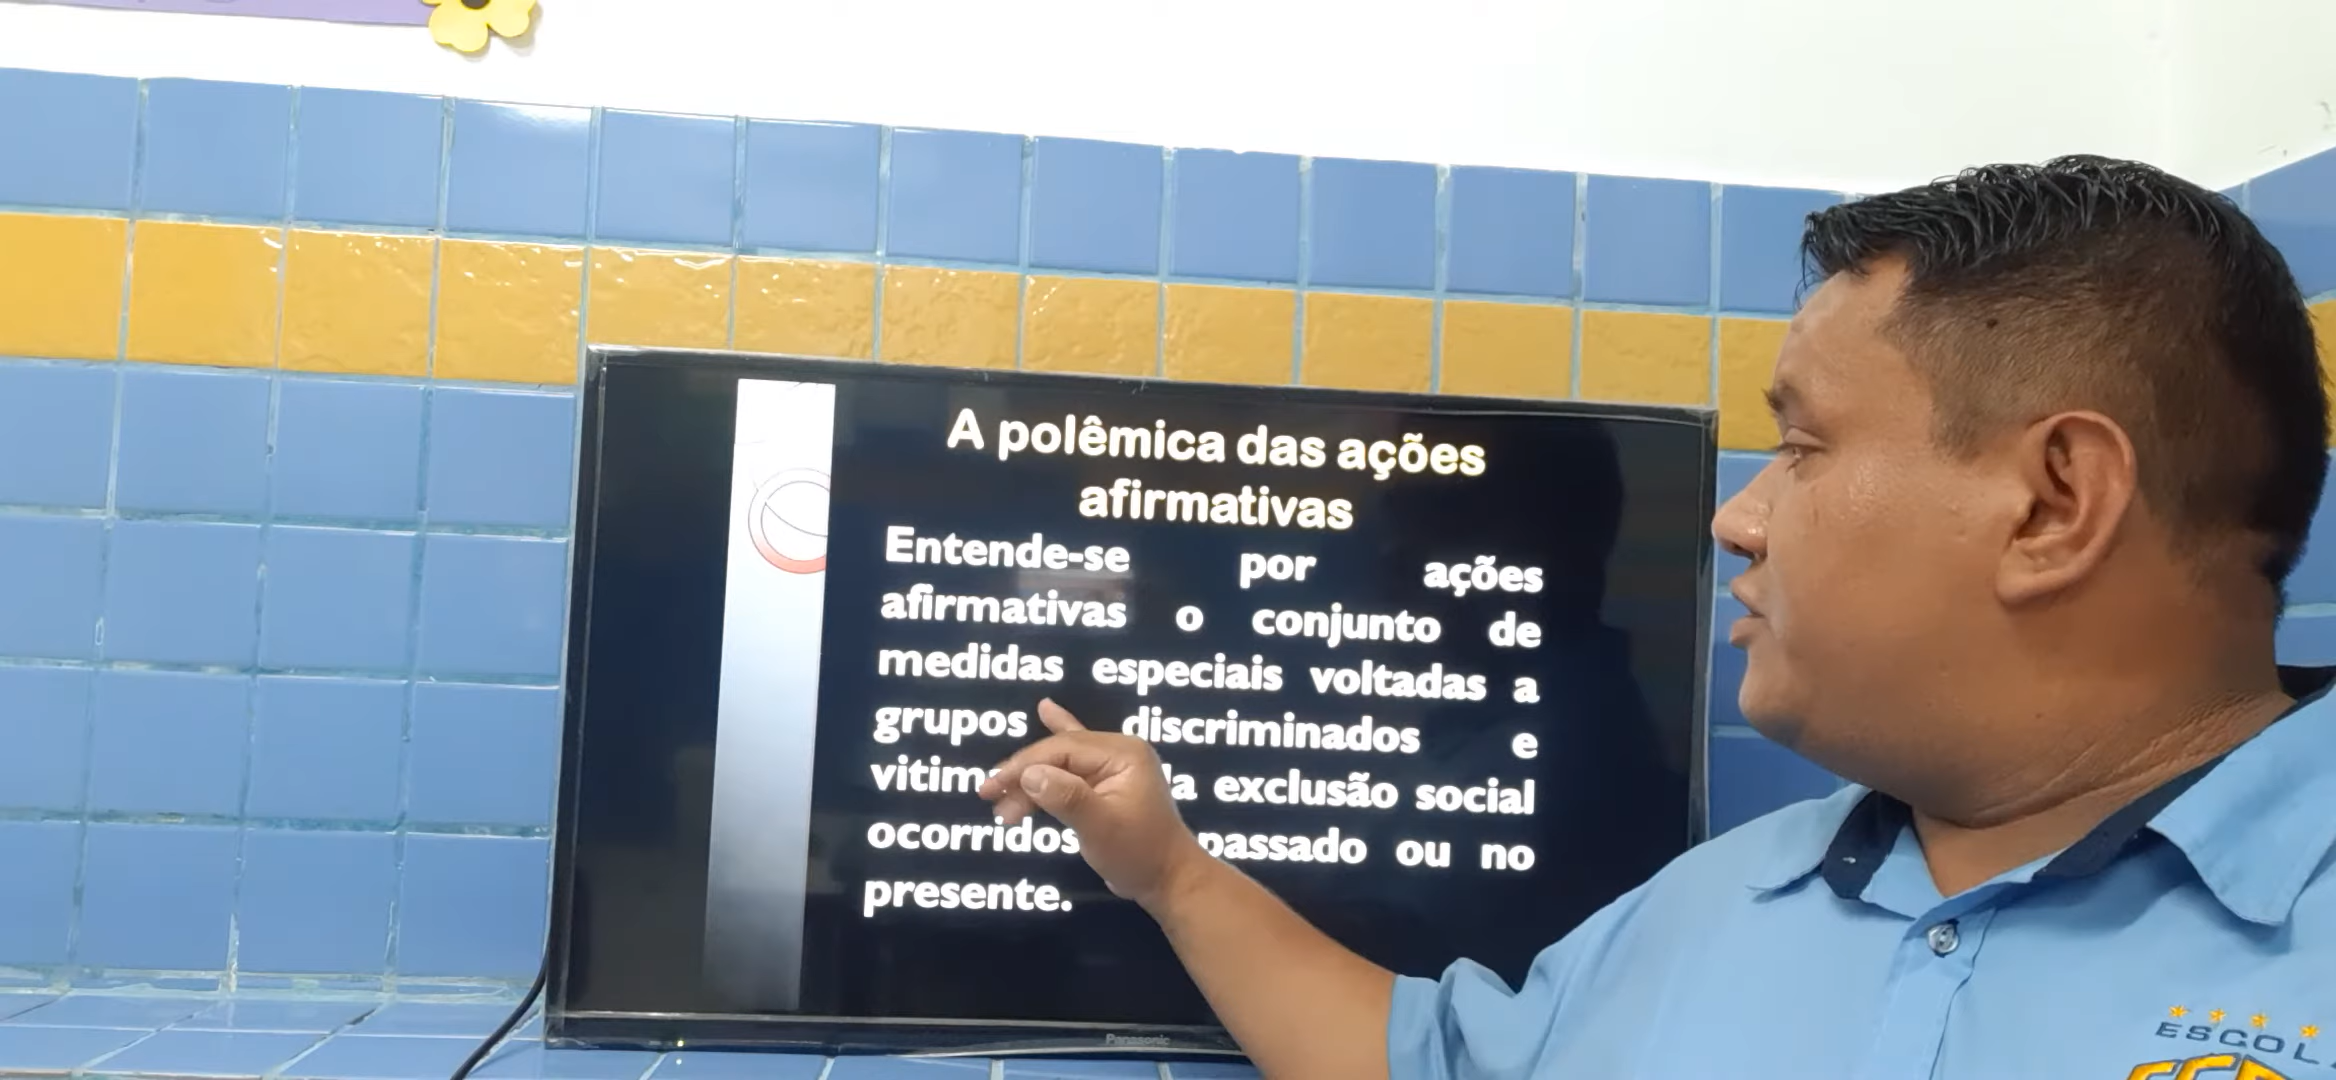 A polêmica das ações
afirmativas
Entende-se por ações
afirmativas o conjunto de
medidas especiais voltadas a
grupos discriminados e
exclusão social
ocorridos passado ou no
presente.
Panasonic